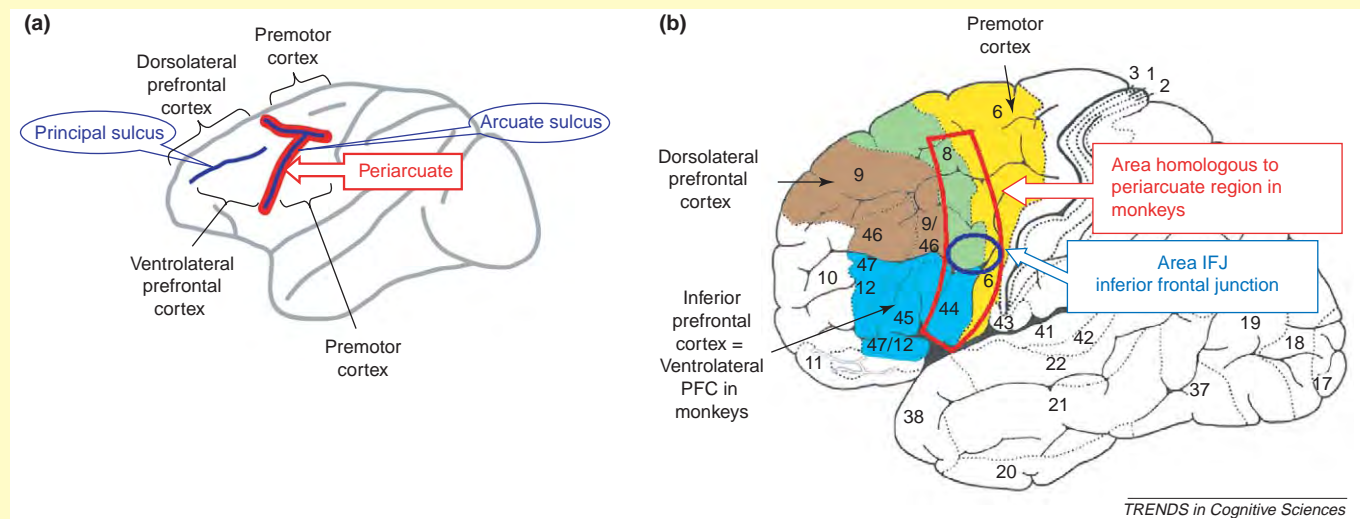 (a)
Premotor
cortex
Dorsolateral
prefrontal
cortex
Principal sulcus
Arcuate sulcus
Periarcuate
Ventrolateral
prefrontal
cortex
Premotor
cortex
(b)
Premotor
cortex
3 1
2
6
8
Dorsolateral
prefrontal
cortex
9
Area homologous to
periarcuate region in
monkeys
9/
46
46
47
12
10
6
Area IFJ
inferior frontal junction
Inferior
prefrontal
cortex =
Ventrolateral
PFC in
monkeys
45
44
43
41
42
19
47/12
18
11
22
17
37
21
38
20
TRENDS in Cognitive Sciences